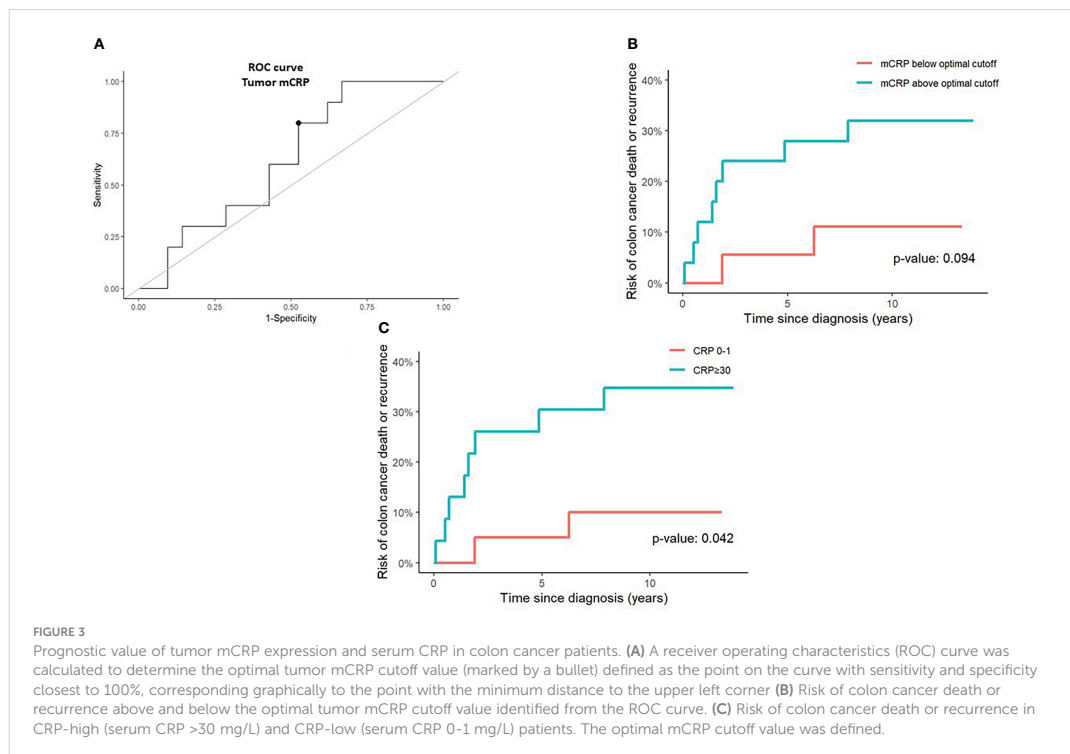 A
ROC curve
Tumor mCRP
1.00
0.75
0.50
0.25
0.00
Sensitivity
0.00 0.25 0.50 0.75 1.00
1-Specificity
B
mCRP below optimal cutoff
mCRP above optimal cutoff
40%
30%
20%
10%
0%
Risk of colon cancer death or recurrence
p-value: 0.094
0 5 10
Time since diagnosis (years)
C
CRP 0-1
CRP≥30
40%
30%
20%
10%
0%
Risk of colon cancer death or recurrence
p-value: 0.042
0 5 10
Time since diagnosis (years)
FIGURE 3
Prognostic value of tumor mCRP expression and serum CRP in colon cancer patients. (A) A receiver operating characteristics (ROC) curve was
calculated to determine the optimal tumor mCRP cutoff value (marked by a bullet) defined as the point on the curve with sensitivity and specificity
closest to 100%, corresponding graphically to the point with the minimum distance to the upper left corner (B) Risk of colon cancer death or
recurrence above and below the optimal tumor mCRP cutoff value identified from the ROC curve. (C) Risk of colon cancer death or recurrence in
CRP-high (serum CRP >30 mg/L) and CRP-low (serum CRP 0-1 mg/L) patients. The optimal mCRP cutoff value was defined.